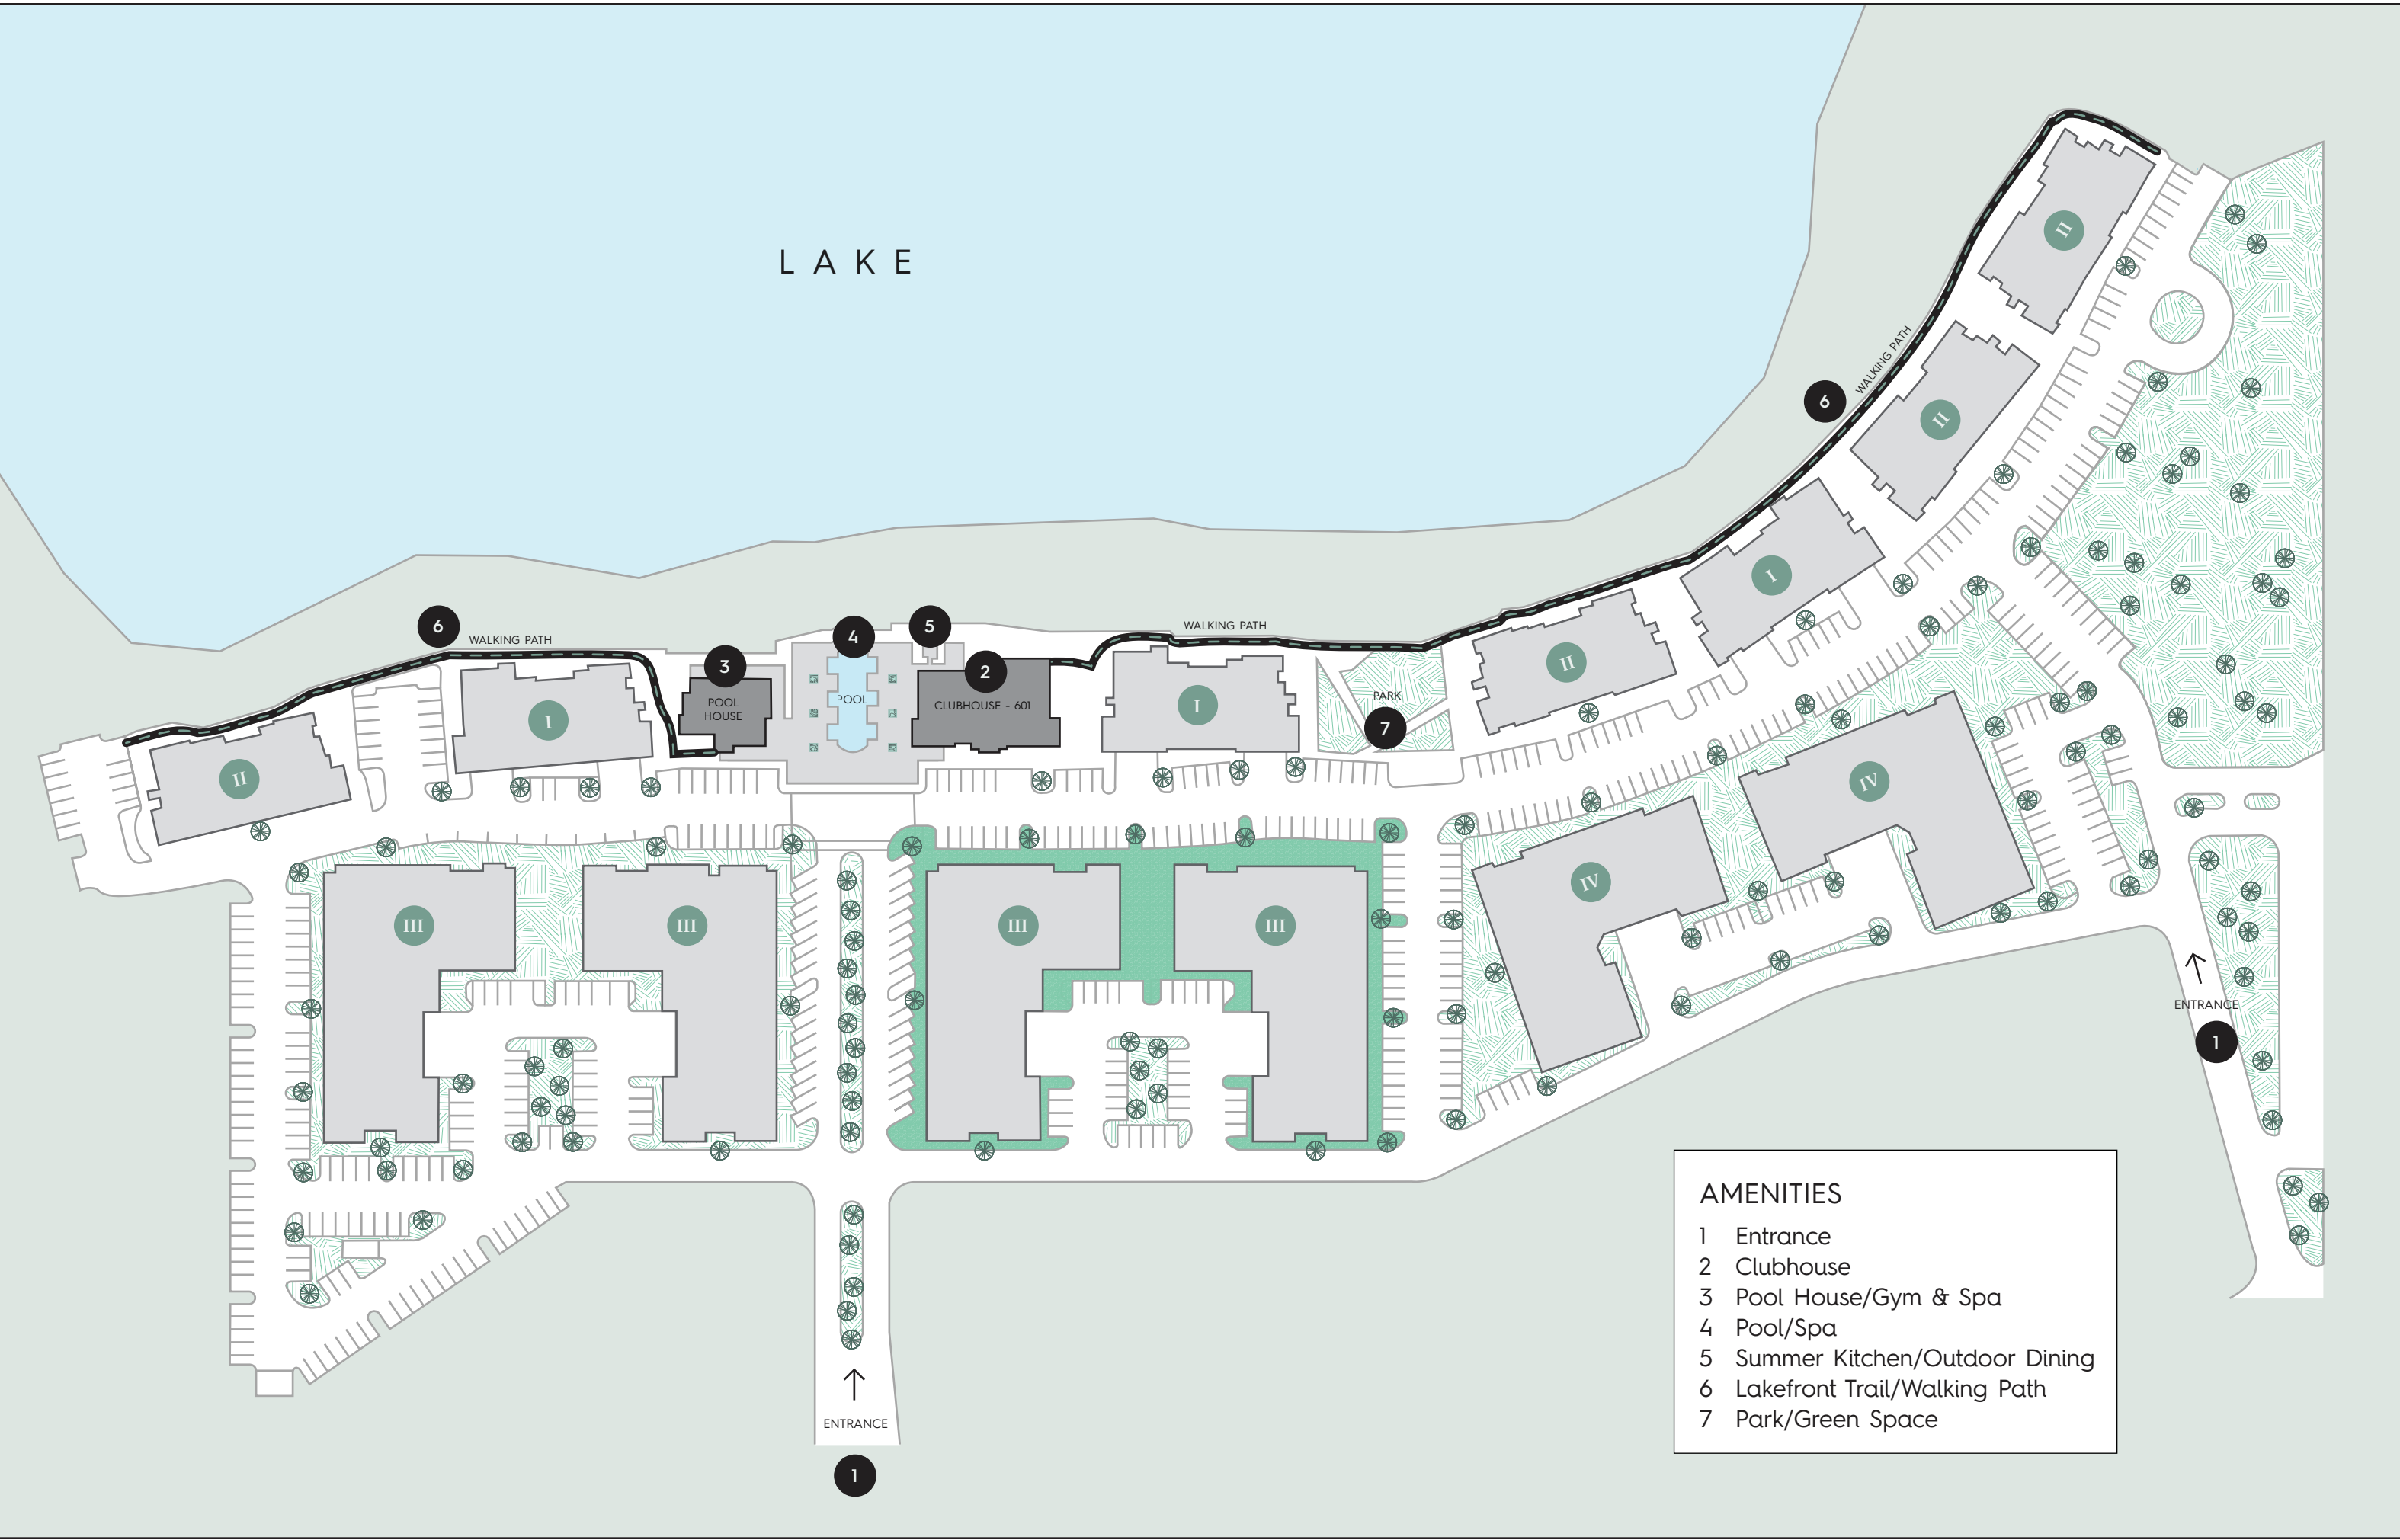 LAKE
II
6
WALKING PATH
II
6
WALKING PATH
5
4
WALKING PATH
3
2
I
II
POOL
HOUSE
POOL
CLUBHOUSE - 601
I
PARK
7
I
II
IV
IV
III
III
III
III
ENTRANCE
1
ENTRANCE
1
AMENITIES
1 Entrance
2 Clubhouse
3 Pool House/Gym & Spa
4 Pool/Spa
5 Summer Kitchen/Outdoor Dining
6 Lakefront Trail/Walking Path
7 Park/Green Space